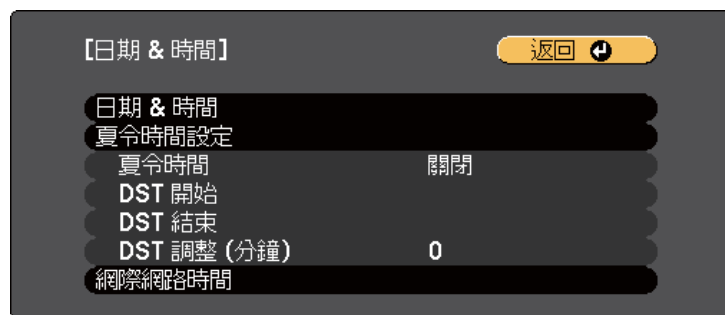 [日期 & 時間]
返回
日期 & 時間
夏令時間設定
夏令時間 關閉
DST 開始
DST 結束
DST 調整 (分鐘) 0
網際網路時間